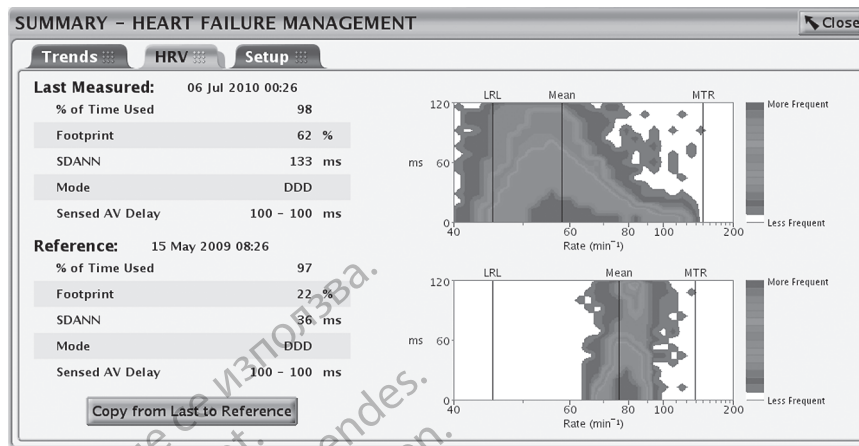 SUMMARY – HEART FAILURE MANAGEMENT
Close
Trends HRV Setup
Last Measured: 06 Jul 2010 00:26
% of Time Used 98
Footprint 62 %
SDANN 133 ms
Mode DDD
Sensed AV Delay 100 - 100 ms
Reference: 15 May 2009 08:26
% of Time Used 97
Footprint 22 %
SDANN 36 ms
Mode DDD
Sensed AV Delay 100 - 100 ms
Copy from Last to Reference
LRL Mean MTR
120
ms 60
0
40 60 80 100 200
Rate (min⁻¹)
More Frequent
Less Frequent
LRL Mean MTR
120
ms 60
0
40 60 80 100 200
Rate (min⁻¹)
More Frequent
Less Frequent
се използва.